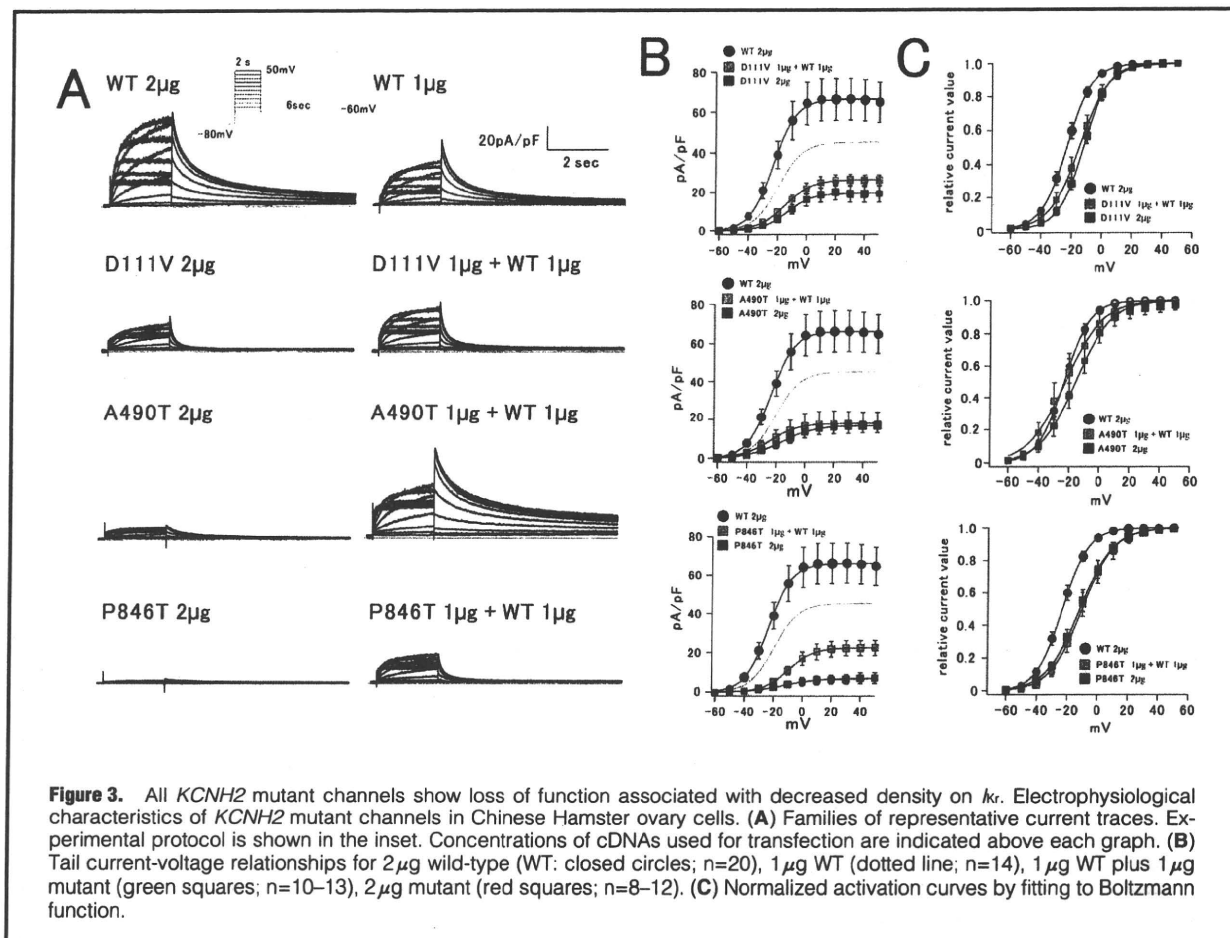 A
WT 2μg
2 s
50mV
6sec
-60mV
-80mV
WT 1μg
20pA/pF
2 sec
D111V 2μg
D111V 1μg + WT 1μg
A490T 2μg
A490T 1μg + WT 1μg
P846T 2μg
P846T 1μg + WT 1μg
B
WT 2μg
D111V 1μg + WT 1μg
D111V 2μg
80
60
40
20
0
pA/pF
-60 -40 -20 0 20 40
mV
WT 2μg
A490T 1μg + WT 1μg
A490T 2μg
80
60
40
20
0
pA/pF
-60 -40 -20 0 20 40
mV
WT 2μg
P846T 1μg + WT 1μg
P846T 2μg
80
60
40
20
0
pA/pF
-60 -40 -20 0 20 40
mV
C
1.0
0.8
0.6
0.4
0.2
0
relative current value
WT 2μg
D111V 1μg + WT 1μg
D111V 2μg
-60 -40 -20 0 20 40 60
mV
1.0
0.8
0.6
0.4
0.2
0
relative current value
WT 2μg
A490T 1μg + WT 1μg
A490T 2μg
-60 -40 -20 0 20 40 60
mV
1.0
0.8
0.6
0.4
0.2
0
relative current value
WT 2μg
P846T 1μg + WT 1μg
P846T 2μg
-60 -40 -20 0 20 40 60
mV
Figure 3. All KCNH2 mutant channels show loss of function associated with decreased density on Iκr. Electrophysiological
characteristics of KCNH2 mutant channels in Chinese Hamster ovary cells. (A) Families of representative current traces. Ex-
perimental protocol is shown in the inset. Concentrations of cDNAs used for transfection are indicated above each graph. (B)
Tail current-voltage relationships for 2μg wild-type (WT: closed circles; n=20), 1μg WT (dotted line; n=14), 1μg WT plus 1μg
mutant (green squares; n=10–13), 2μg mutant (red squares; n=8–12). (C) Normalized activation curves by fitting to Boltzmann
function.